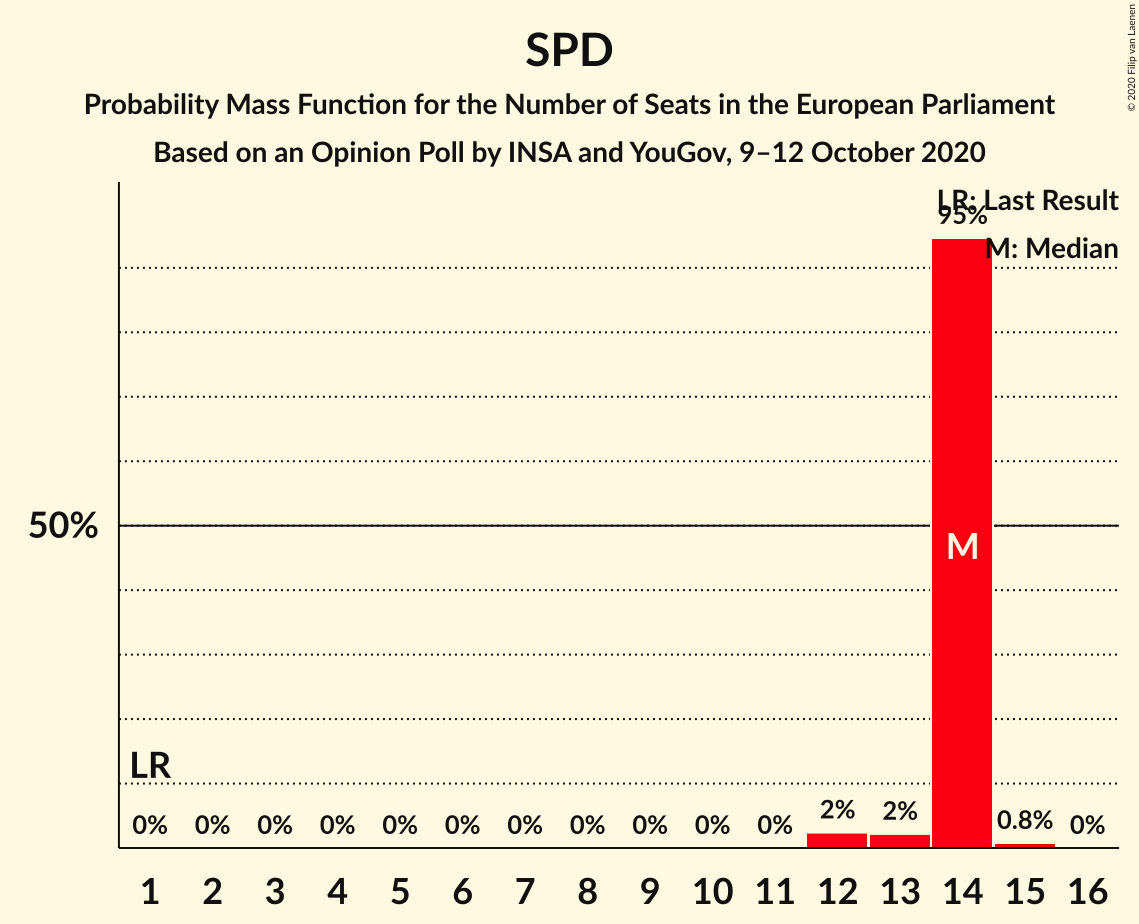 SPD
Probability Mass Function for the Number of Seats in the European Parliament
Based on an Opinion Poll by INSA and YouGov, 9–12 October 2020
© 2020 Filip van Laenen
LR: Last Result
M: Median
95%
50%
M
LR
0% 0% 0% 0% 0% 0% 0% 0% 0% 0% 0% 2% 2% 0.8% 0%
1 2 3 4 5 6 7 8 9 10 11 12 13 14 15 16